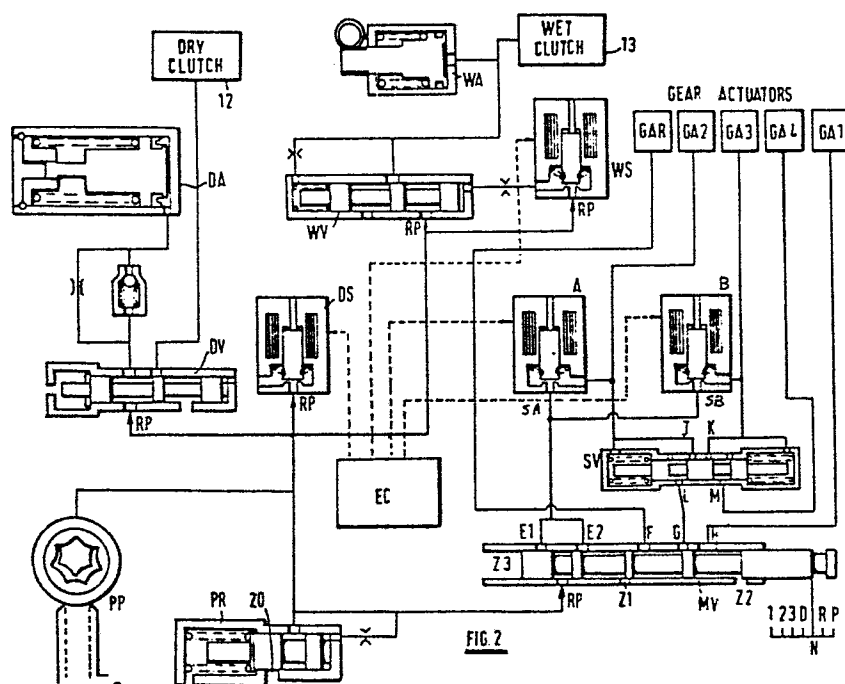 DRY
CLUTCH
12
WET
CLUTCH
13
WA
GEAR ACTUATORS
GAR GA2 GA3 GA4 GA1
DA
WS
RP
WV
RP
DS
A
B
DV
RP
RP
SA
SB
J K
SV
L M
EC
E1 E2 F G H
Z3
PP
RP
Z1
MV
Z2
PR
Z0
FIG.2
1 2 3 D R P
N